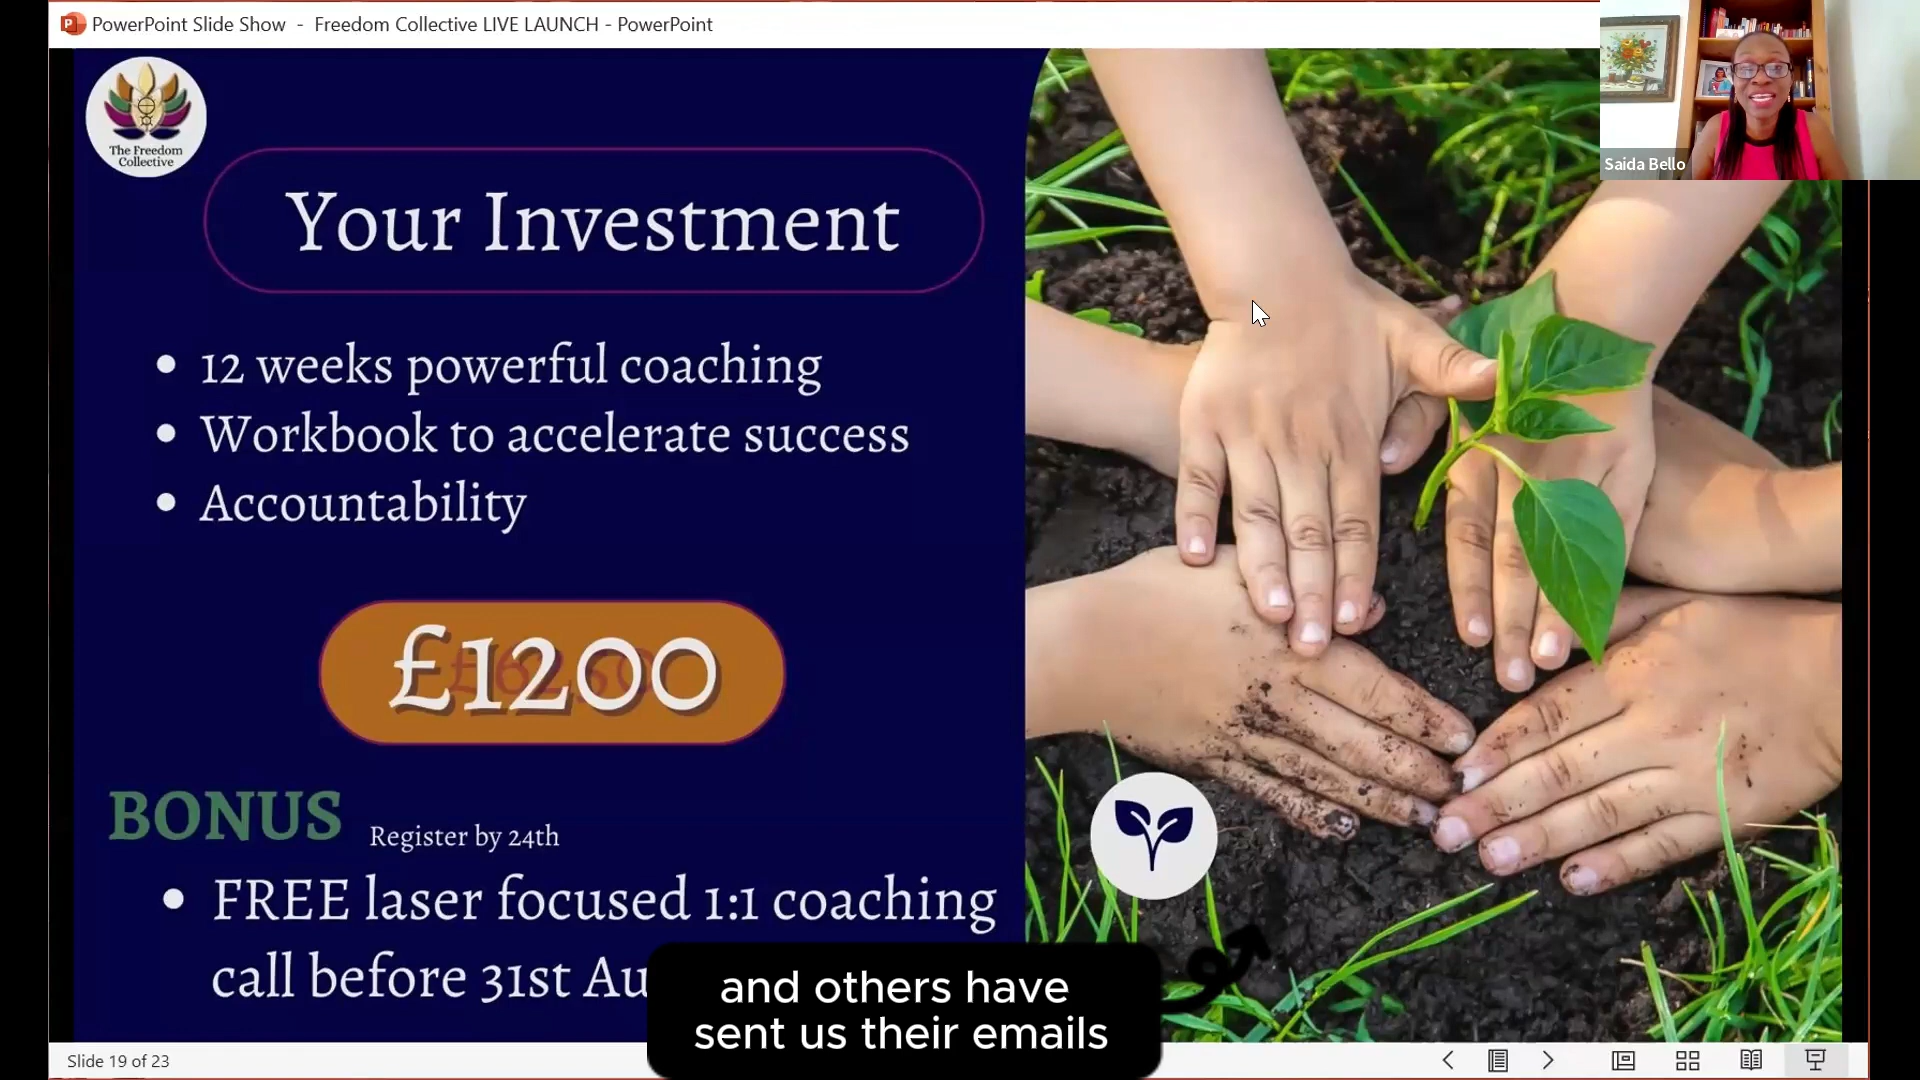 PowerPoint Slide Show - Freedom Collective LIVE LAUNCH - PowerPoint
The Freedom
Collective
Saida Bello
Your Investment
• 12 weeks powerful coaching
• Workbook to accelerate success
• Accountability
£1200
BONUS Register by 24th
• FREE laser focused 1:1 coaching
call before 31st Au
and others have
sent us their emails
Slide 19 of 23